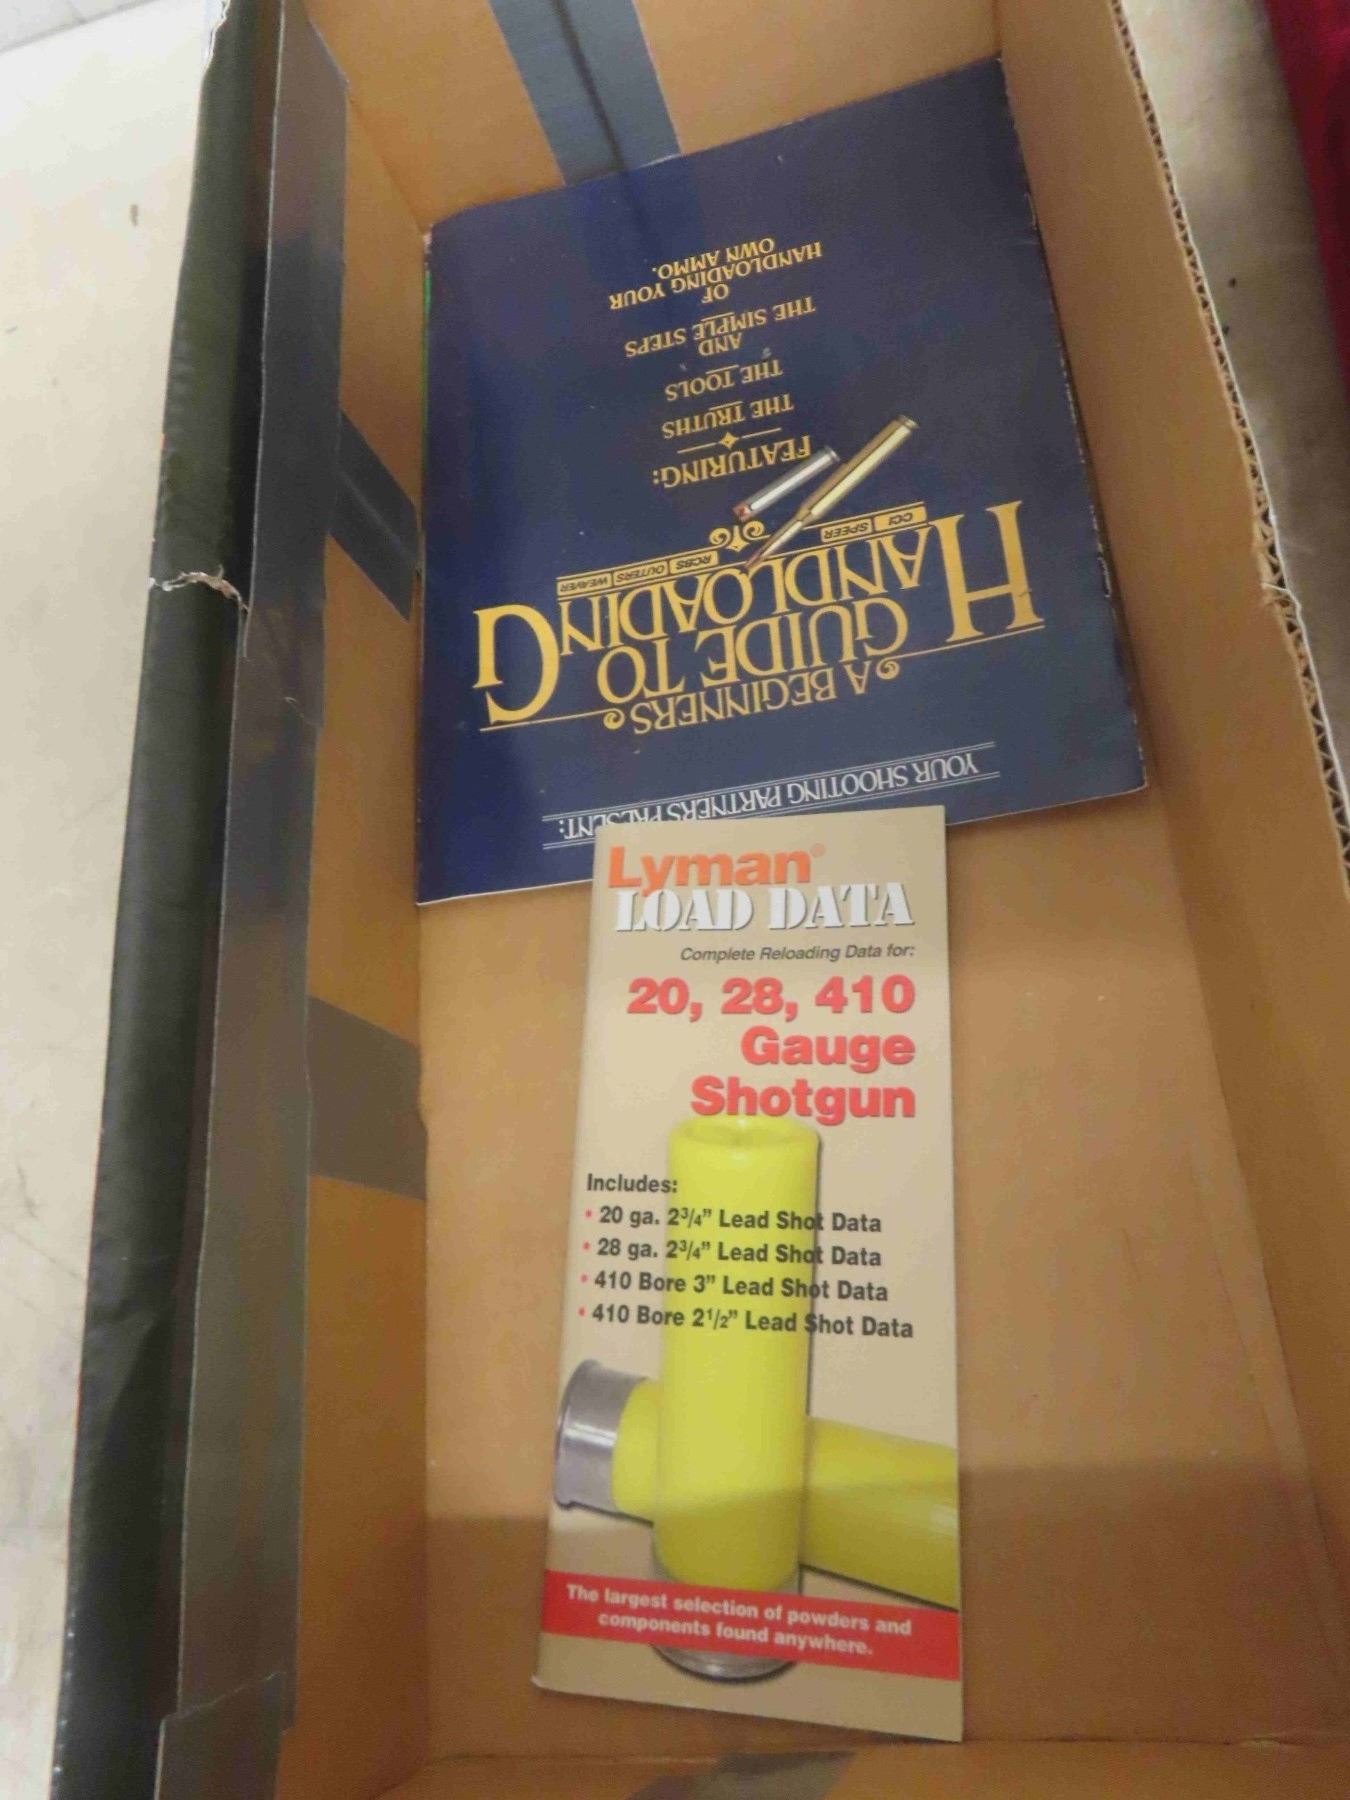 YOUR SHOOTING PARTNERS PRESENT:
A BEGINNERS
GUIDE TO
HANDLOADING
CCI SPEER RCBS OUTERS WEAVER
FEATURING:
THE TRUTHS
THE TOOLS
AND
THE SIMPLE STEPS
OF
HANDLOADING YOUR
OWN AMMO.
Lyman®
LOAD DATA
Complete Reloading Data for:
20, 28, 410
Gauge
Shotgun
Includes:
• 20 ga. 2¾" Lead Shot Data
• 28 ga. 2¾" Lead Shot Data
• 410 Bore 3" Lead Shot Data
• 410 Bore 2½" Lead Shot Data
The largest selection of powders and
components found anywhere.